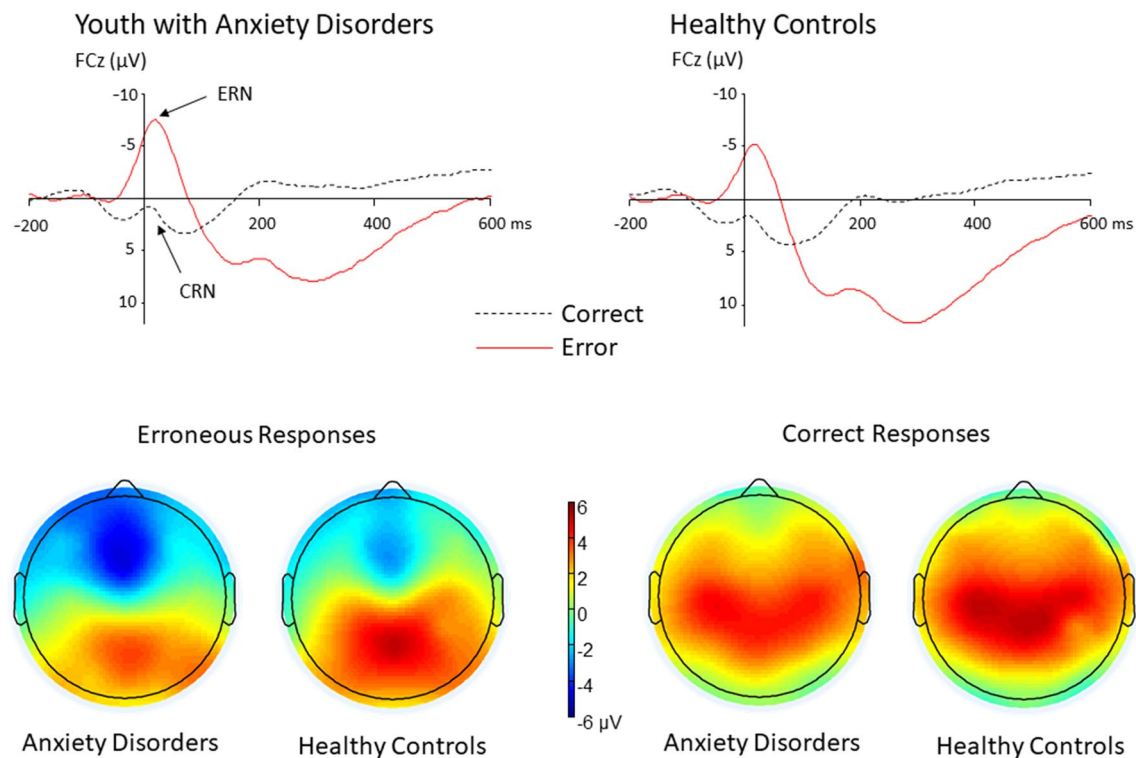 Youth with Anxiety Disorders
FCz (µV)
-10
ERN
-5
-200
200
400
600 ms
5
CRN
10
Healthy Controls
FCz (µV)
-10
-5
-200
200
400
600 ms
5
10
Correct
Error
Erroneous Responses
Correct Responses
6
4
2
0
-2
-4
-6 µV
Anxiety Disorders
Healthy Controls
Anxiety Disorders
Healthy Controls